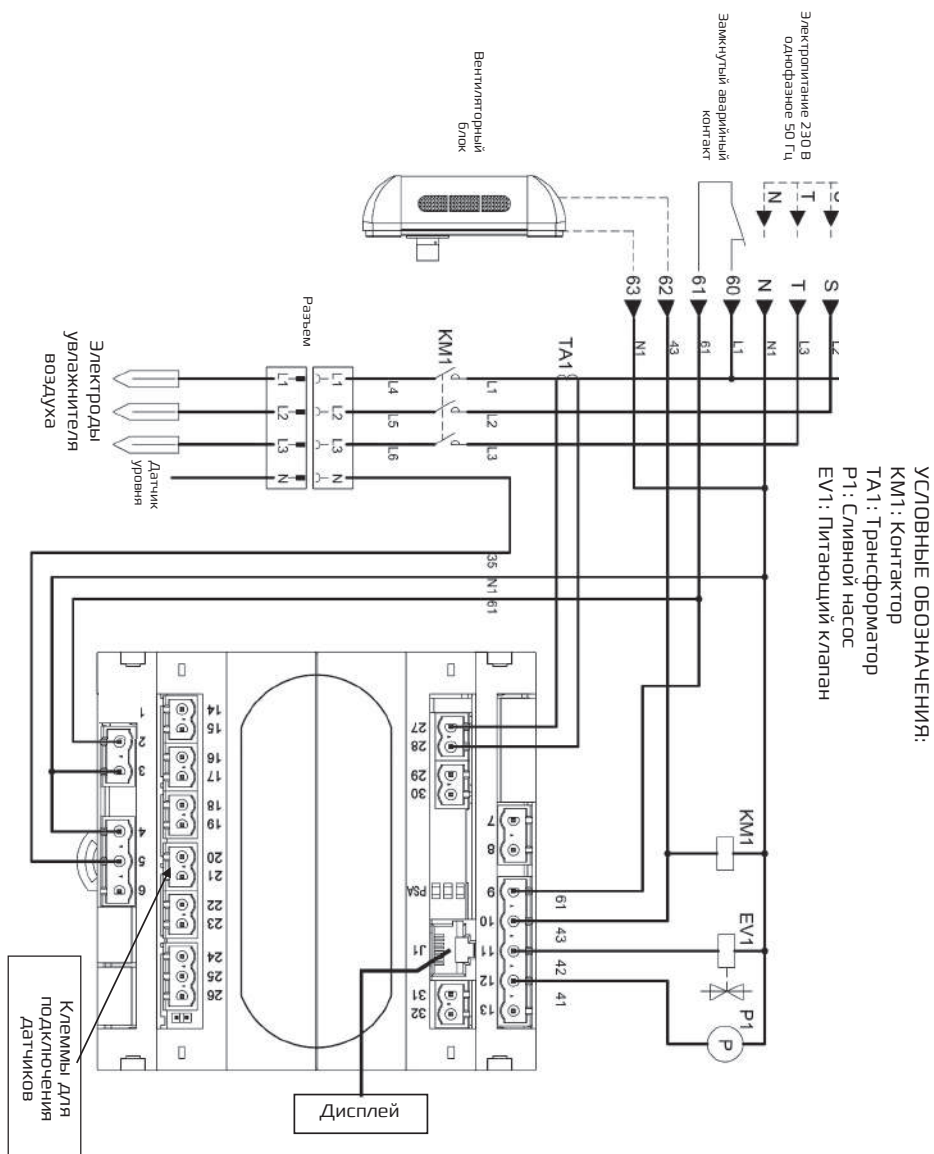 УСЛОВНЫЕ ОБОЗНАЧЕНИЯ:
KM1: Контактор
TA1: Трансформатор
P1: Сливной насос
EV1: Питающий клапан
Электропитание 230 В
однофазное 50 Гц
Замкнутый аварийный
контакт
Вентиляторный
блок
T
N
S
T
N
60
61
62
63
L3
N1
L1
61
43
N1
TA1
KM1
L1
L2
L3
L4
L5
L6
Разъем
L1
L2
L3
N
L1
L2
L3
N
Электроды
увлажнителя
воздуха
Датчик
уровня
35 N1 61
KM1
EV1
P1
P
61
43
42
41
7
8
9
10
11
12
13
27
28
29
30
PSA
J1
31
32
14
15
16
17
18
19
20
21
22
23
24
25
26
1
2
3
4
5
6
Дисплей
Клеммы для
подключения
датчиков